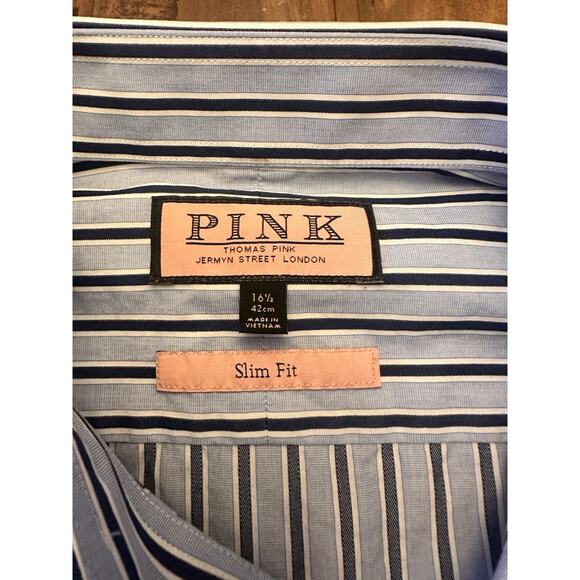 PINK
THOMAS PINK
JERMYN STREET LONDON
16½
42cm
MADE IN
VIETNAM
Slim Fit